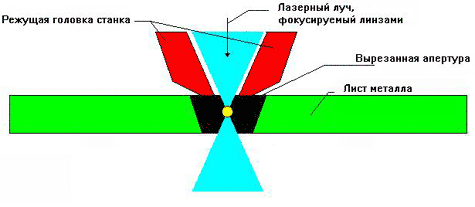 Режущая головка станка
Лазерный луч,
фокусируемый линзами
Вырезанная апертура
Лист металла